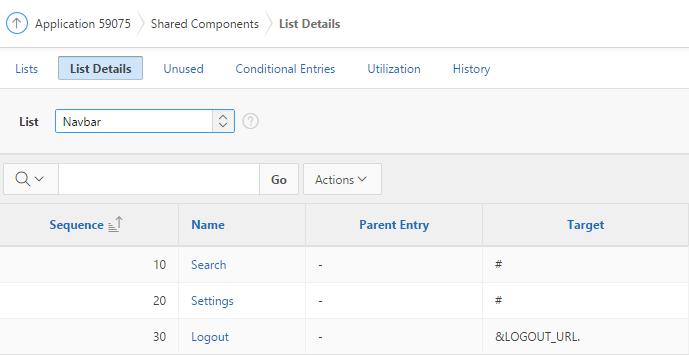 Application 59075 Shared Components List Details
Lists List Details Unused Conditional Entries Utilization History
List Navbar ?
Go Actions
Sequence Name Parent Entry Target
10 Search - #
20 Settings - #
30 Logout - &LOGOUT_URL.